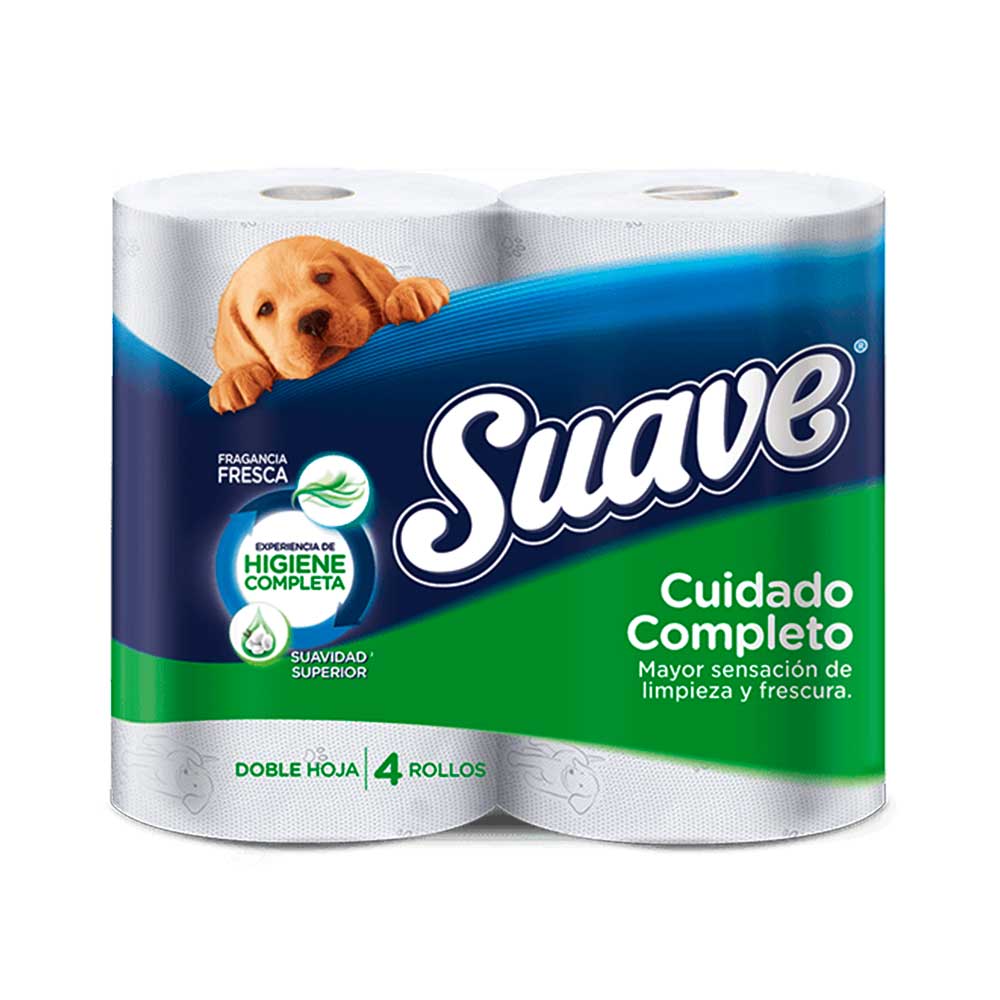 Suave®
FRAGANCIA
FRESCA
EXPERIENCIA DE
HIGIENE
COMPLETA
SUAVIDAD
SUPERIOR
Cuidado
Completo
Mayor sensación de
limpieza y frescura.
DOBLE HOJA | 4 ROLLOS